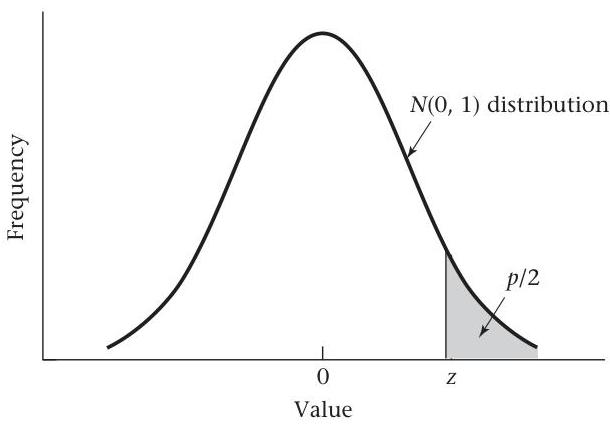 N(0, 1) distribution
Frequency
p/2
0
z
Value